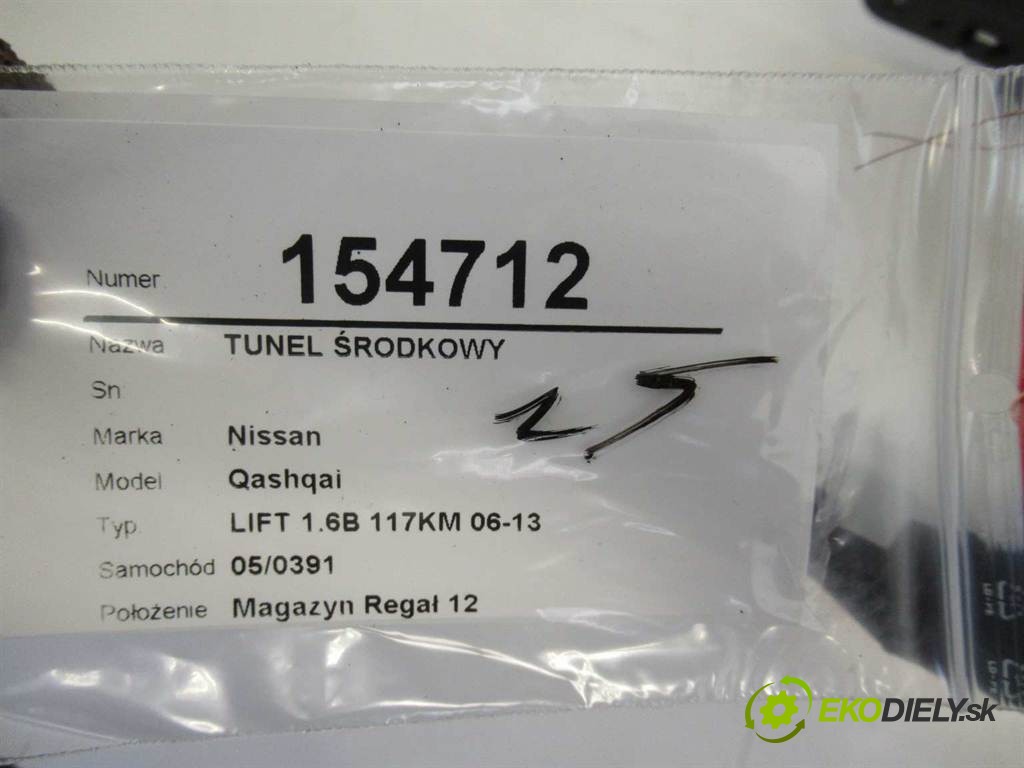 Numer 154712
Nazwa TUNEL ŚRODKOWY
Sn
25
Marka Nissan
Model Qashqai
Typ LIFT 1.6B 117KM 06-13
Samochód 05/0391
Położenie Magazyn Regał 12
EKODIELY.sk